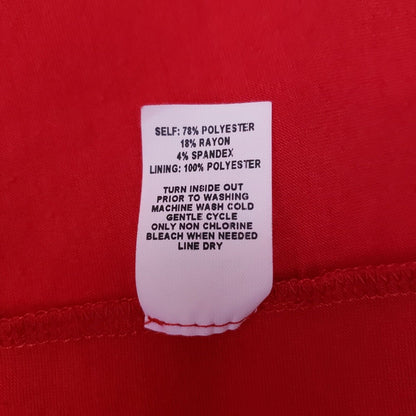 SELF: 78% POLYESTER
18% RAYON
4% SPANDEX
LINING: 100% POLYESTER
TURN INSIDE OUT
PRIOR TO WASHING
MACHINE WASH COLD
GENTLE CYCLE
ONLY NON CHLORINE
BLEACH WHEN NEEDED
LINE DRY